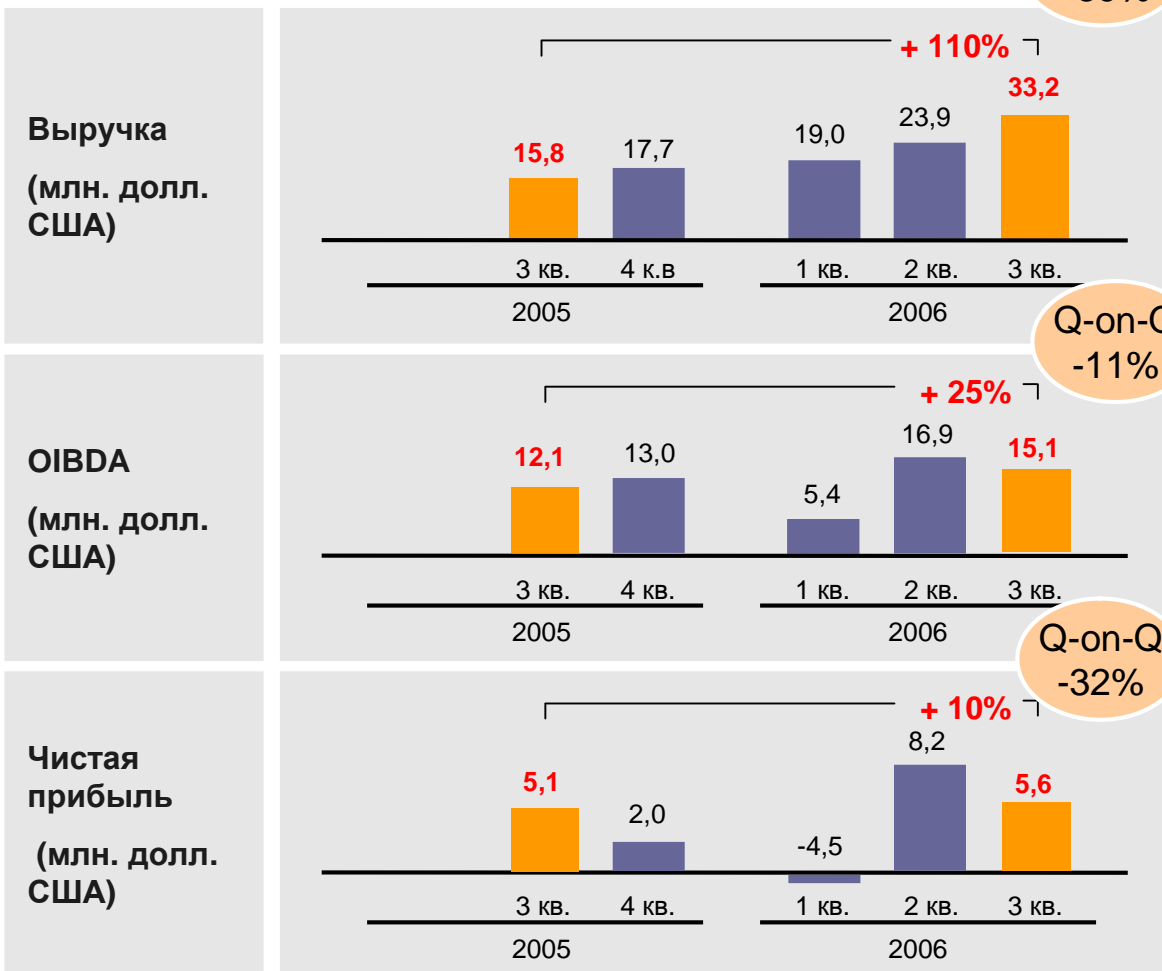 + 110%
33,2
23,9
19,0
17,7
15,8
Выручка
(млн. долл.
США)
3 кв. 4 к.в 1 кв. 2 кв. 3 кв.
2005 2006
Q-on-Q
-11%
+ 25%
16,9
15,1
13,0
12,1
5,4
OIBDA
(млн. долл.
США)
3 кв. 4 кв. 1 кв. 2 кв. 3 кв.
2005 2006
Q-on-Q
-32%
+ 10%
8,2
5,6
5,1
2,0
-4,5
Чистая
прибыль
(млн. долл.
США)
3 кв. 4 кв. 1 кв. 2 кв. 3 кв.
2005 2006